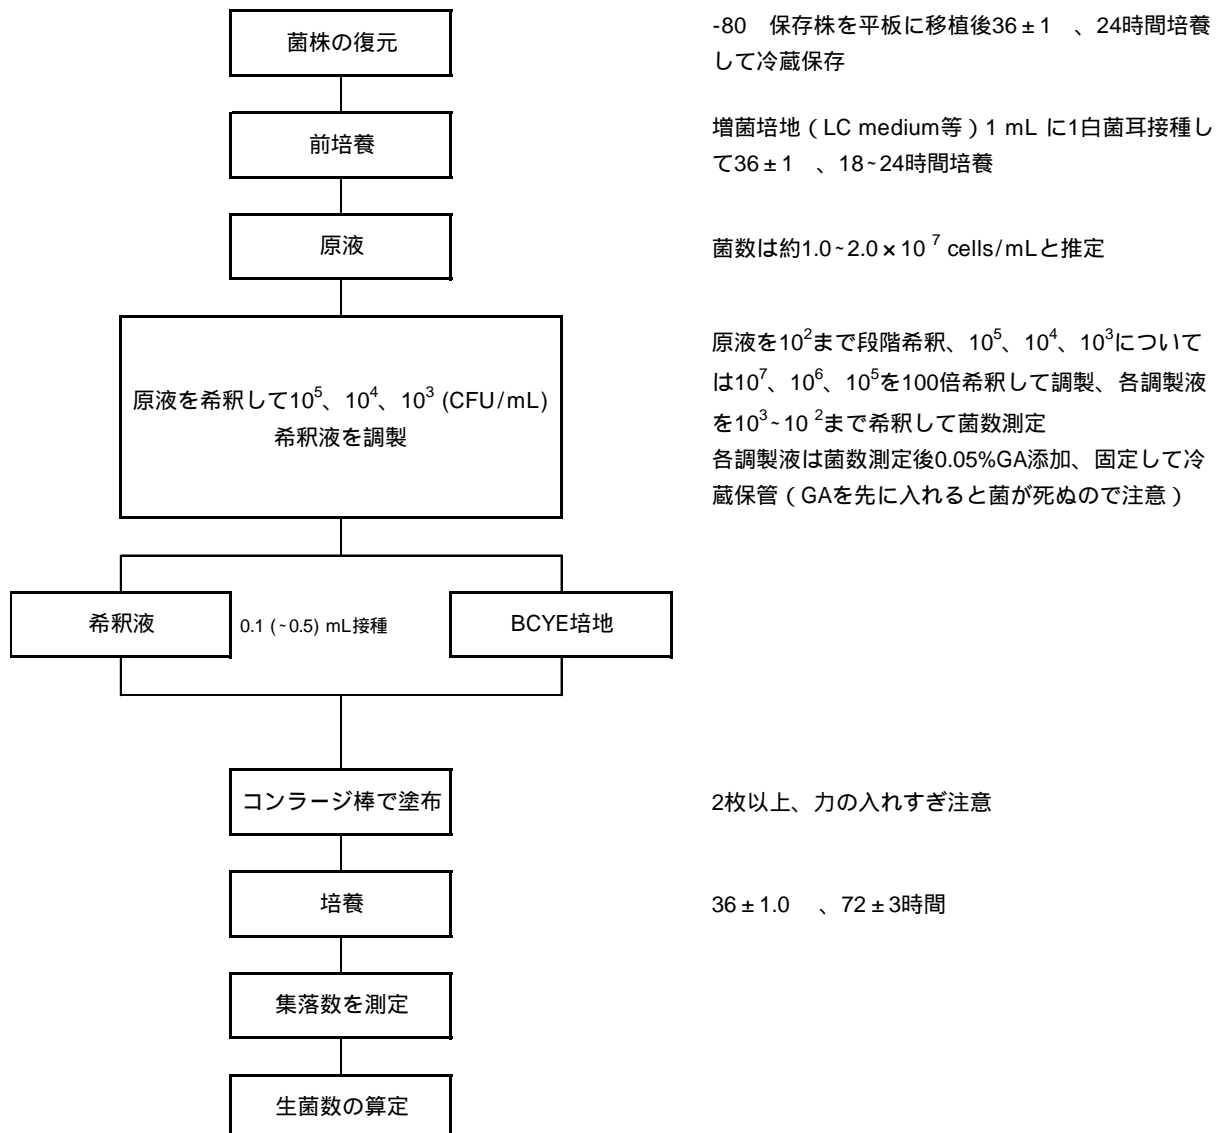 菌株の復元
-80　保存株を平板に移植後36±1　、24時間培養
して冷蔵保存
前培養
増菌培地（LC medium等）1 mL に1白菌耳接種し
て36±1　、18~24時間培養
原液
菌数は約1.0~2.0×10 7 cells/mLと推定
原液を希釈して105、104、103 (CFU/mL)
希釈液を調製
原液を102まで段階希釈、105、104、103について
は107、106、105を100倍希釈して調製、各調製液
を103~10 2まで希釈して菌数測定
各調製液は菌数測定後0.05%GA添加、固定して冷
蔵保管（GAを先に入れると菌が死ぬので注意）
希釈液
0.1 (~0.5) mL接種
BCYE培地
コンラージ棒で塗布
2枚以上、力の入れすぎ注意
培養
36±1.0　、72±3時間
集落数を測定
生菌数の算定